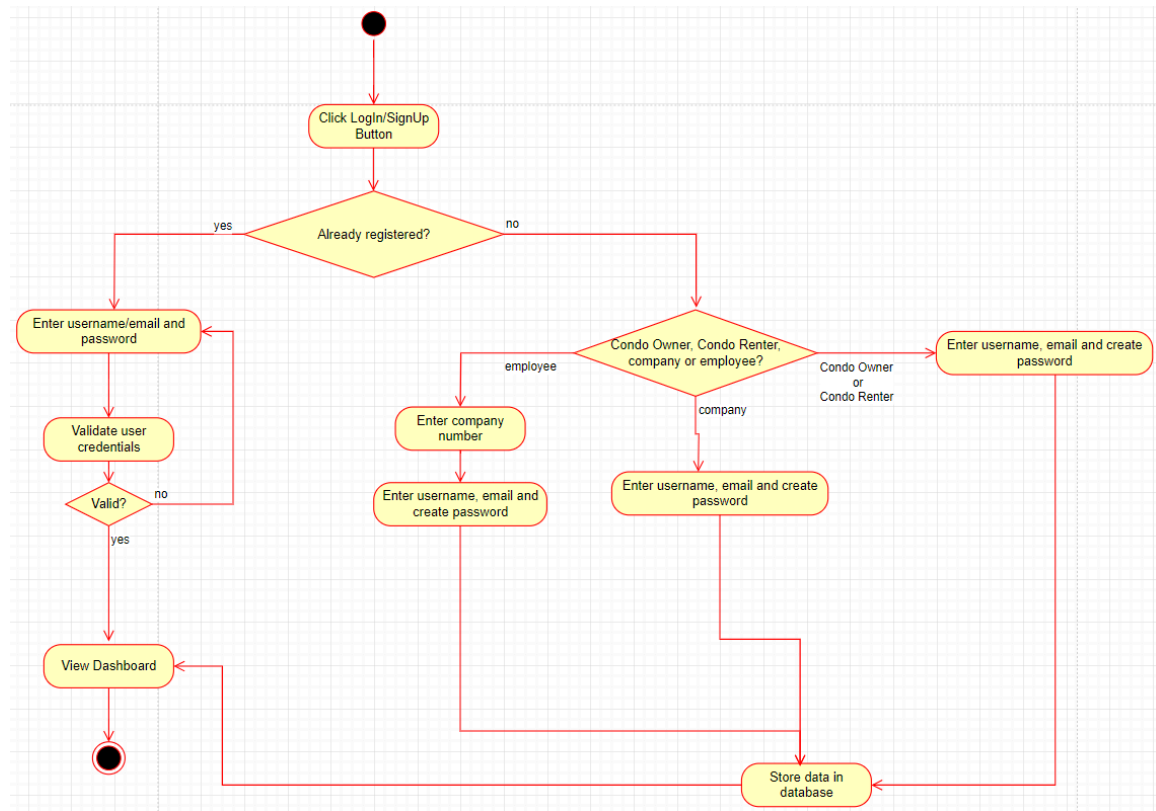 Click LogIn/SignUp
Button
yes
no
Already registered?
Enter username/email and
password
Condo Owner, Condo Renter,
company or employee?
Enter username, email and create
password
employee
Condo Owner
or
Condo Renter
company
Enter company
number
Validate user
credentials
Valid?
no
yes
Enter username, email and
create password
Enter username, email and create
password
View Dashboard
Store data in
database